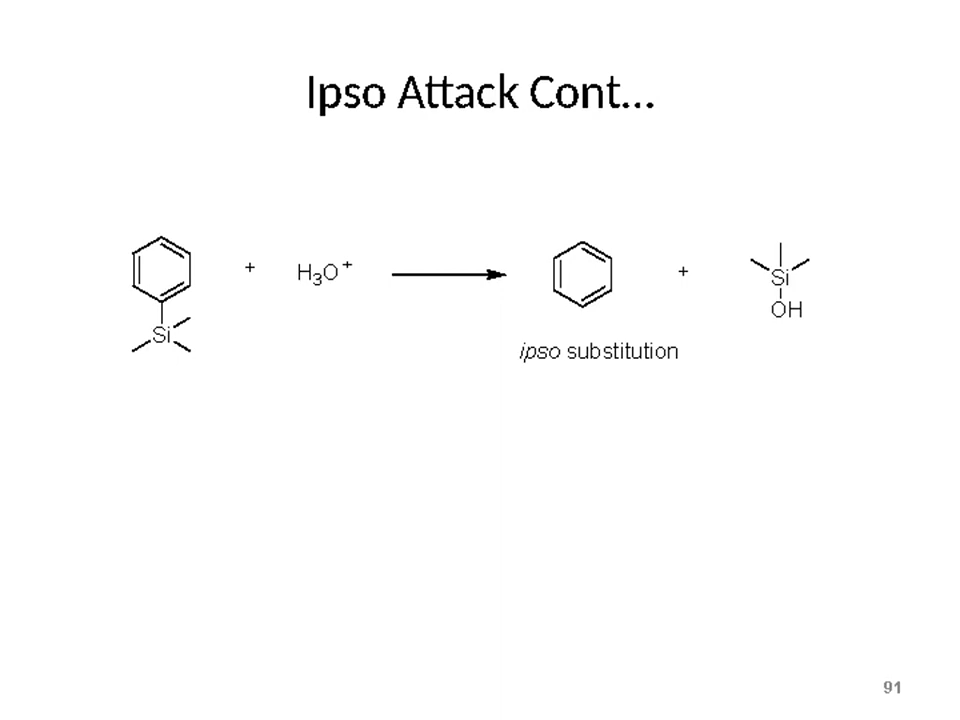 Ipso Attack Cont…
+ H₃O⁺ +
Si
Si
OH
ipso substitution
91